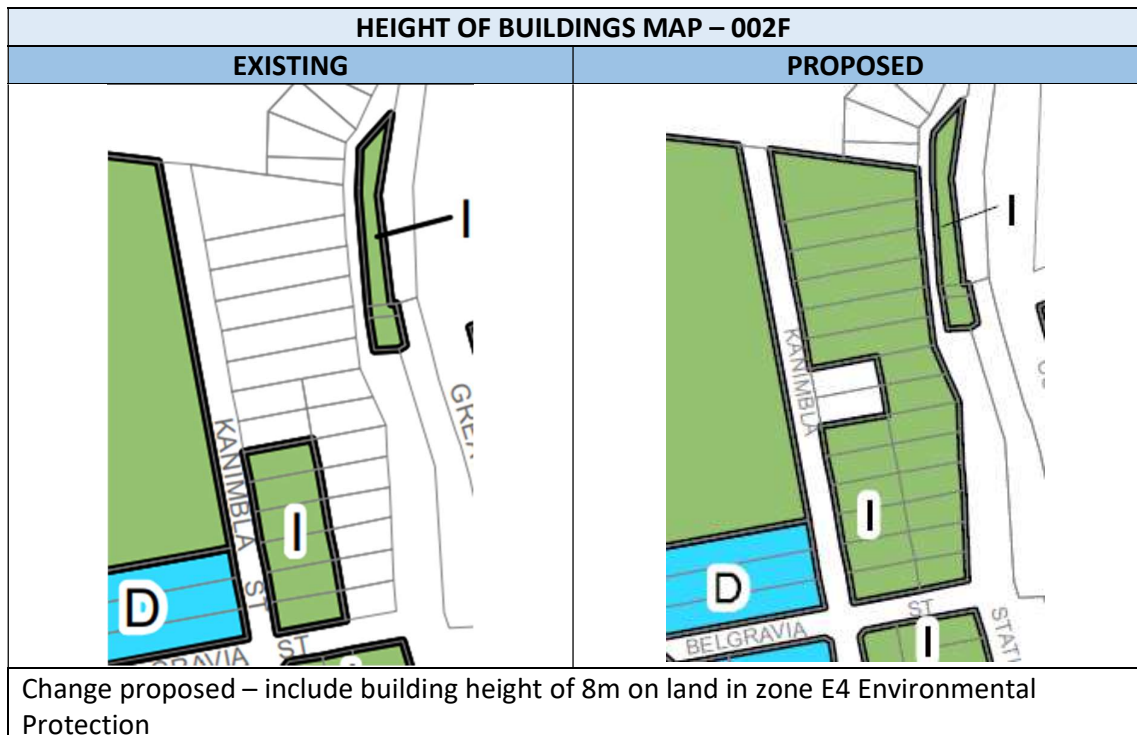 HEIGHT OF BUILDINGS MAP – 002F
EXISTING
PROPOSED
I
KANIMBLA ST
I
D
ST
I
KANIMBLA
I
D
ST
BELGRAVIA
I
Change proposed – include building height of 8m on land in zone E4 Environmental
Protection